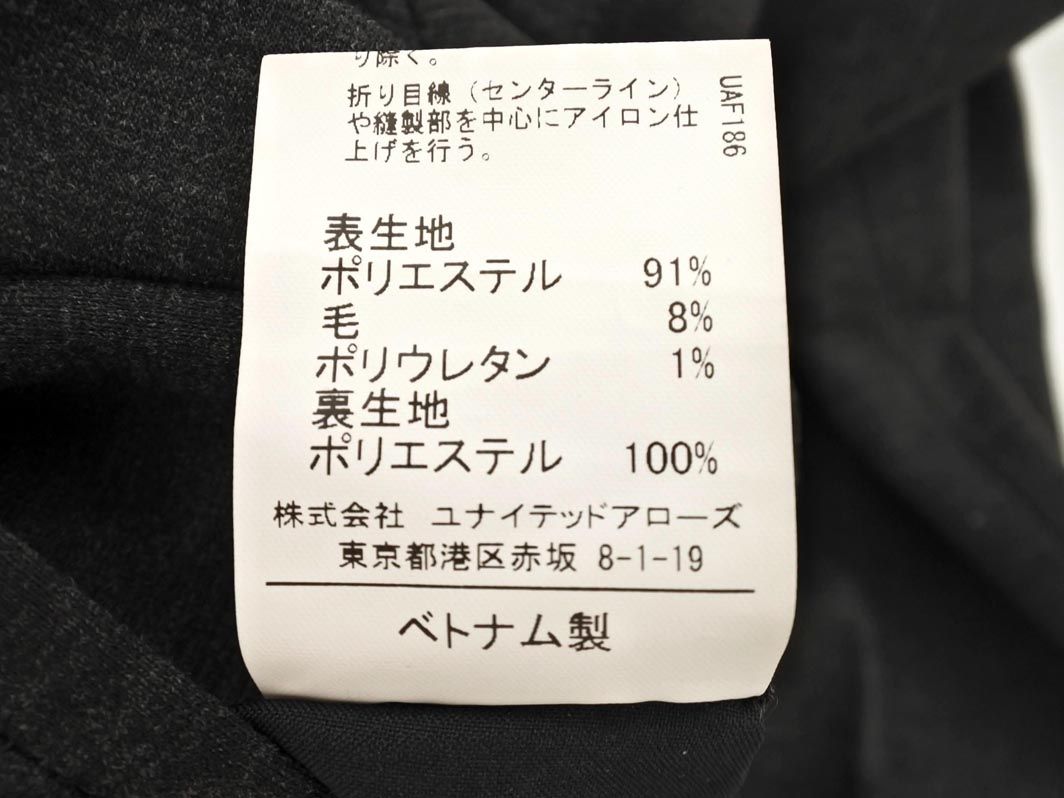 り除く。
折り目線（センターライン）
や縫製部を中心にアイロン仕
上げを行う。
UAF186
表生地
ポリエステル 91%
毛 8%
ポリウレタン 1%
裏生地
ポリエステル 100%
株式会社 ユナイテッドアローズ
東京都港区赤坂 8-1-19
ベトナム製